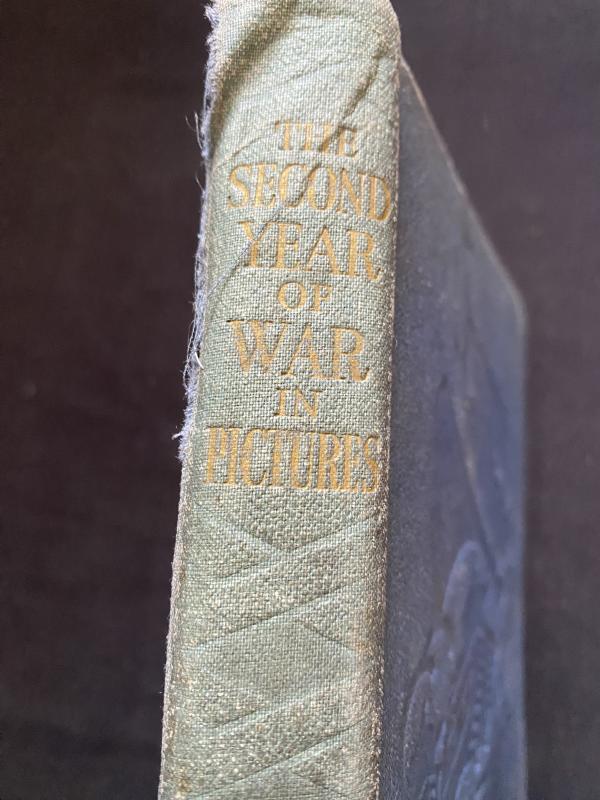 THE
SECOND
YEAR
OF
WAR
IN
PICTURES